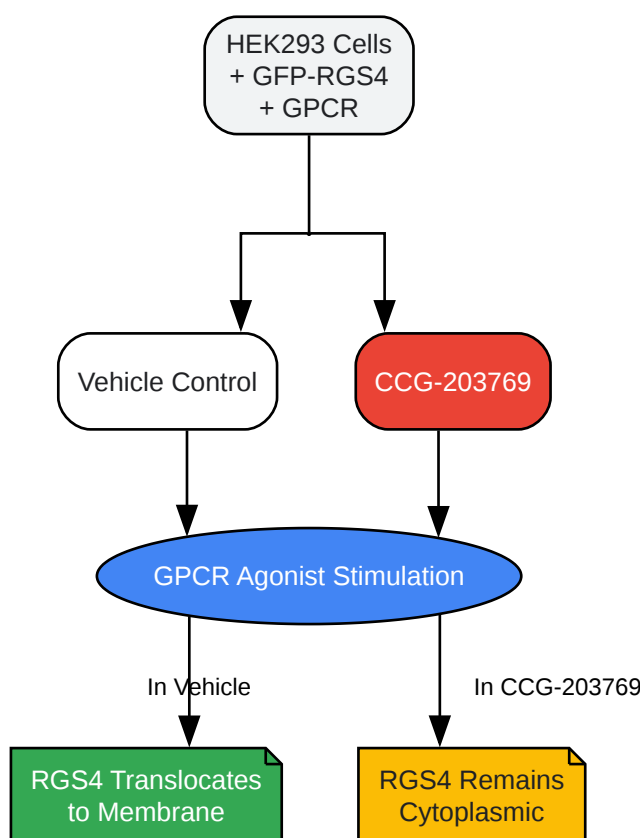 HEK293 Cells
+ GFP-RGS4
+ GPCR
Vehicle Control
CCG-203769
GPCR Agonist Stimulation
In Vehicle
In CCG-203769
RGS4 Translocates
to Membrane
RGS4 Remains
Cytoplasmic